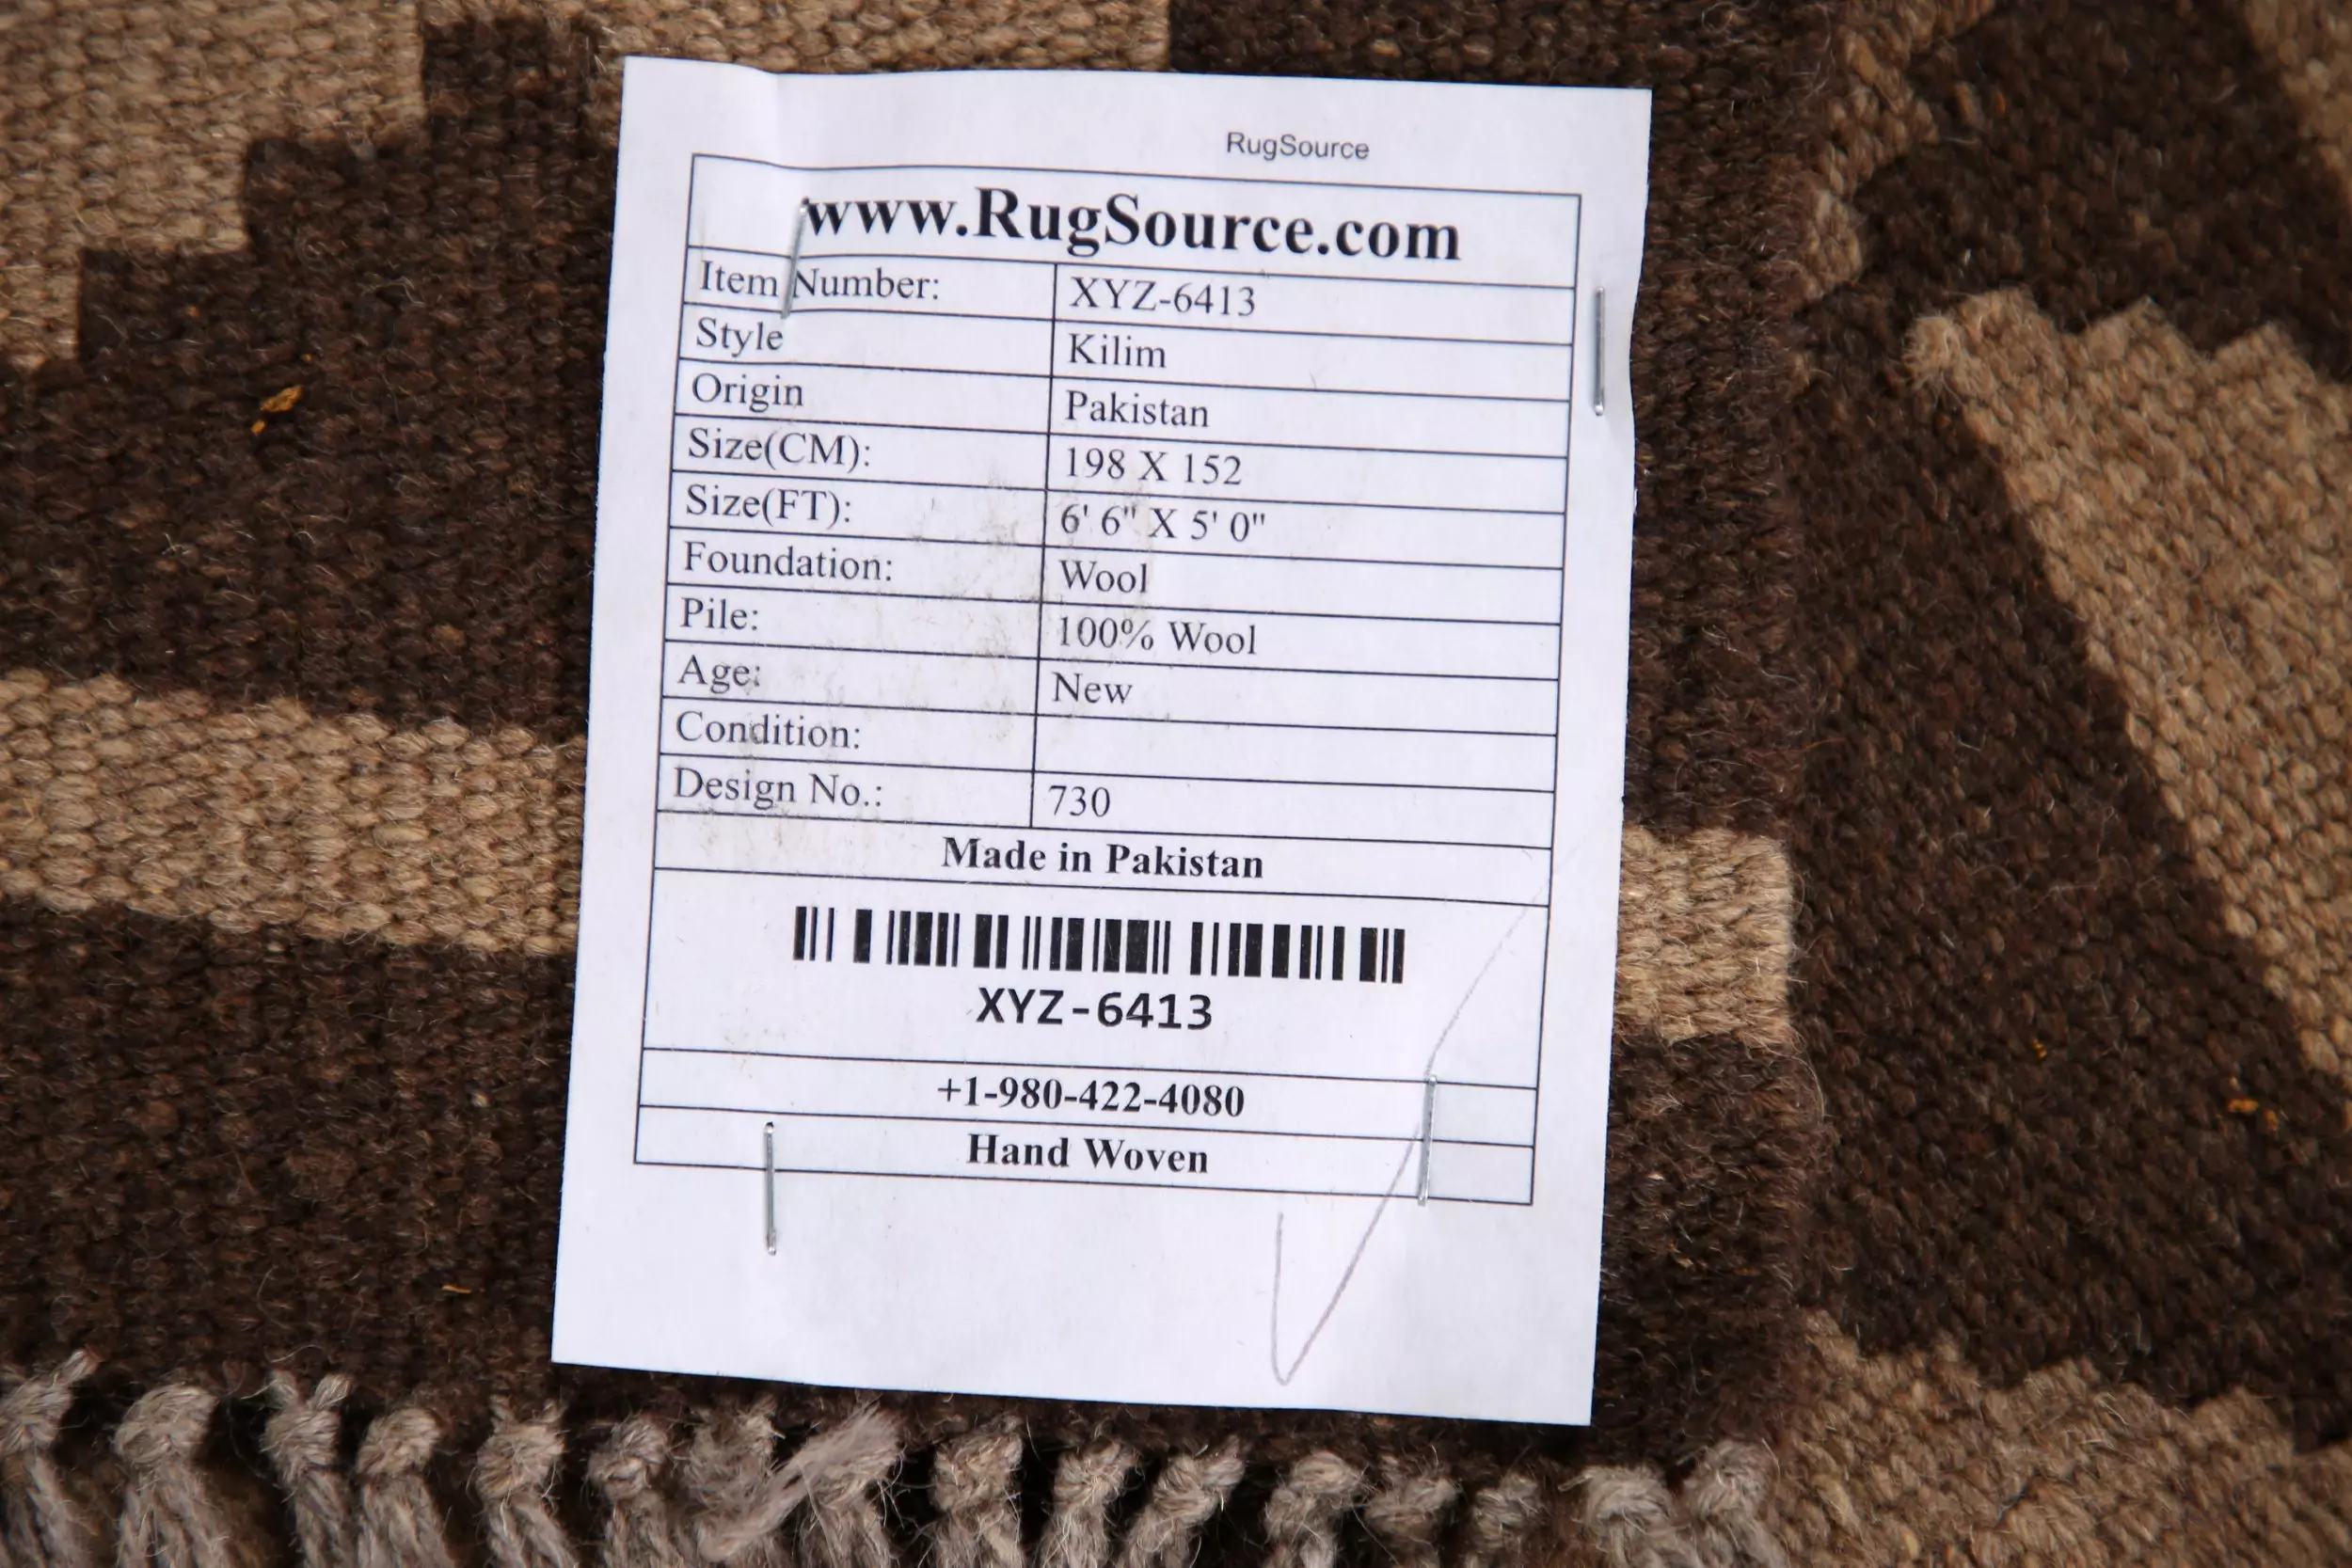 RugSource
www.RugSource.com
Item Number: XYZ-6413
Style Kilim
Origin Pakistan
Size(CM): 198 X 152
Size(FT): 6' 6" X 5' 0"
Foundation: Wool
Pile: 100% Wool
Age: New
Condition:
Design No.: 730
Made in Pakistan
XYZ-6413
+1-980-422-4080
Hand Woven